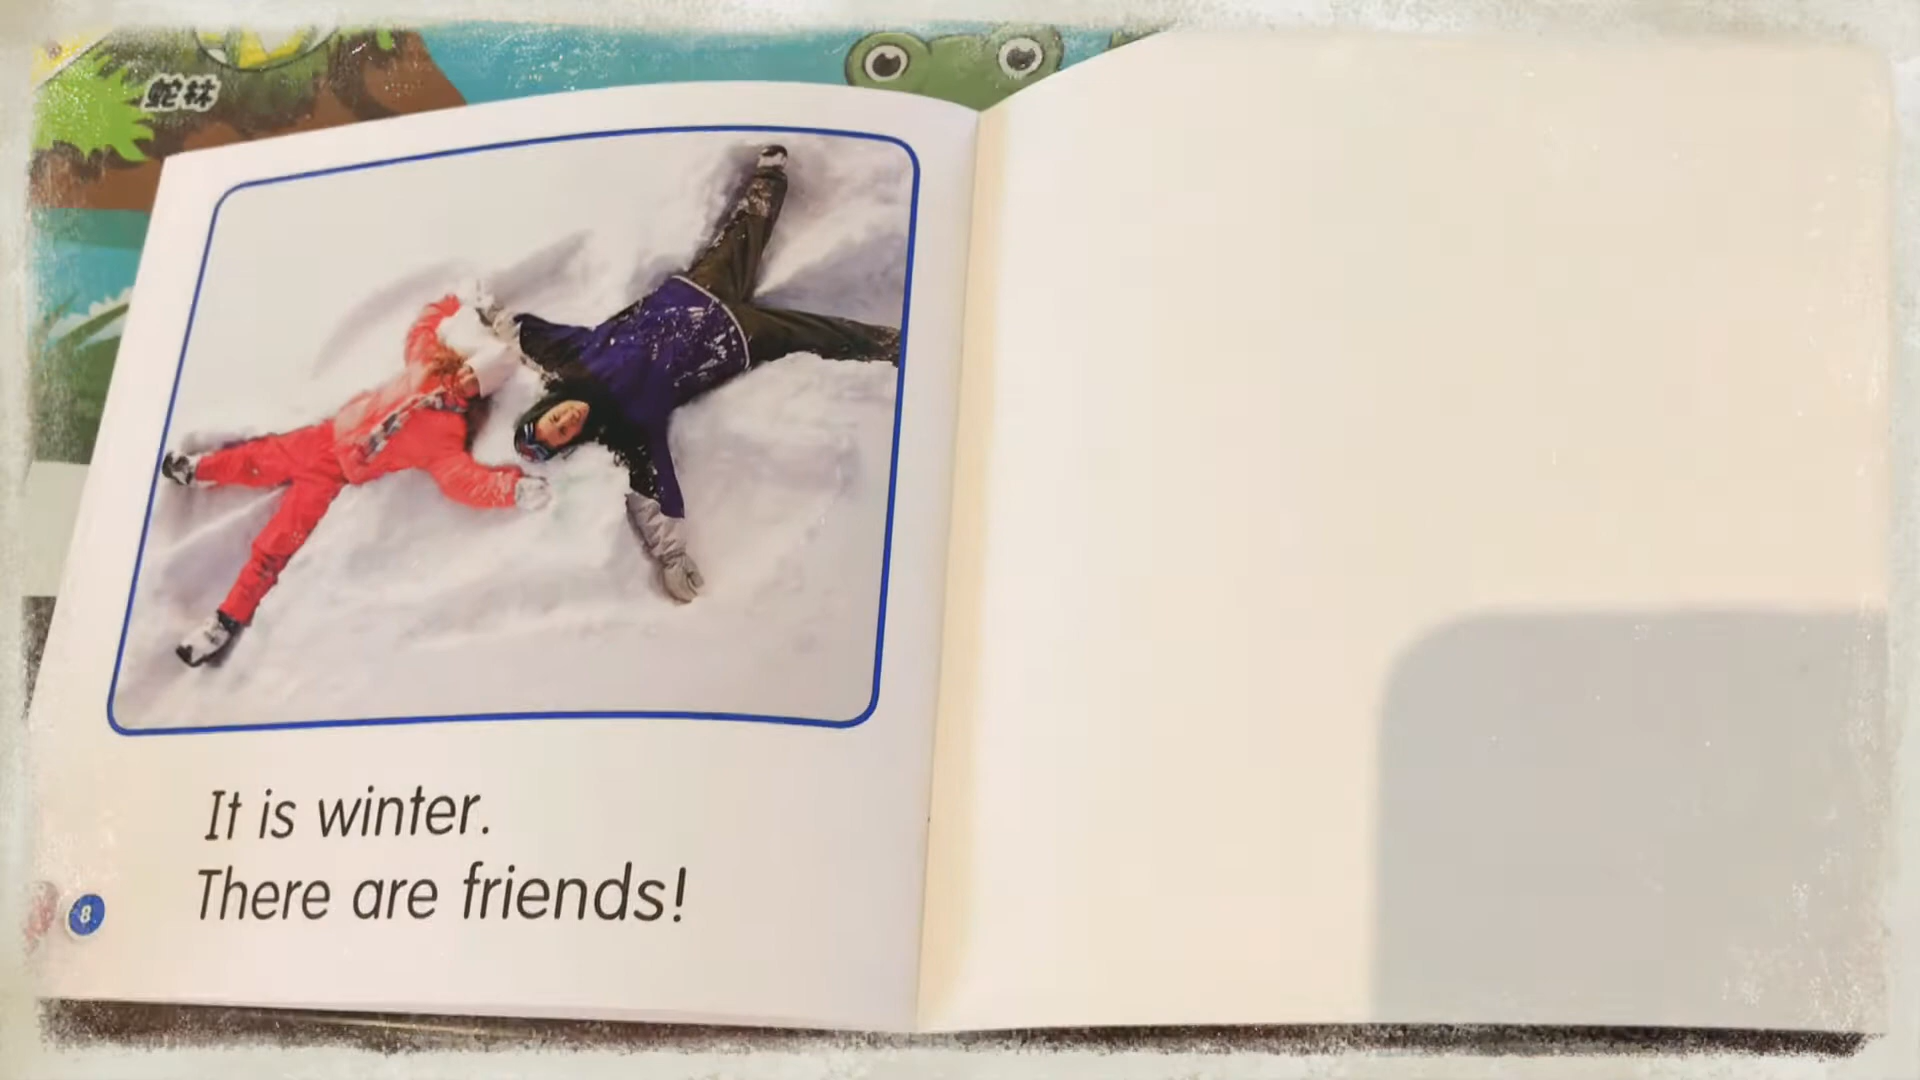 蛇林
It is winter.
There are friends!
8